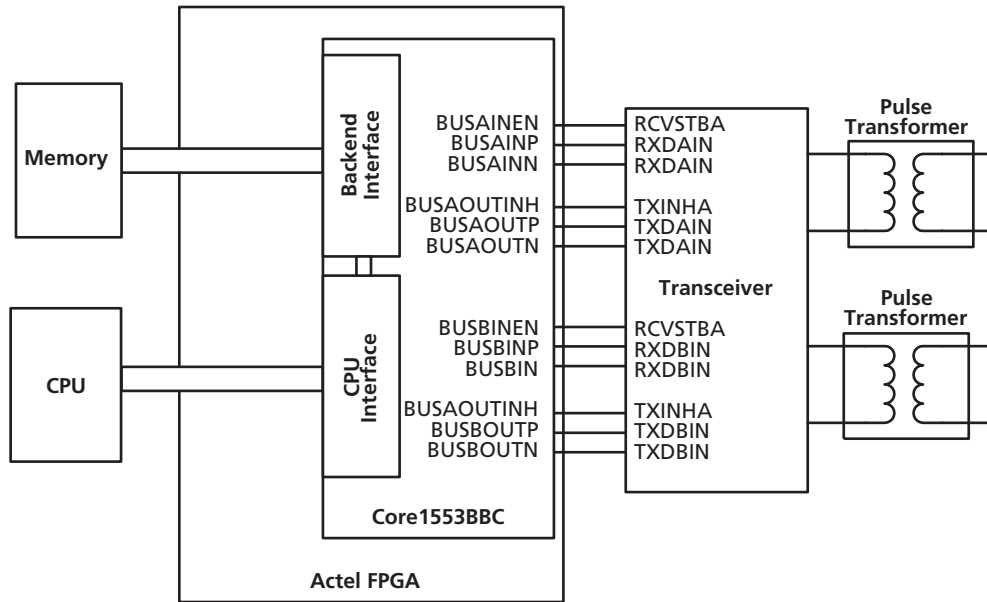 Memory
CPU
Backend
Interface
CPU
Interface
BUSAINEN
BUSAINP
BUSAINN
BUSAOUTINH
BUSAOUTP
BUSAOUTN
BUSBINEN
BUSBINP
BUSBIN
BUSAOUTINH
BUSBOUTP
BUSBOUTN
Core1553BBC
Actel FPGA
RCVSTBA
RXDAIN
RXDAIN
TXINHA
TXDAIN
TXDAIN
Transceiver
RCVSTBA
RXDBIN
RXDBIN
TXINHA
TXDBIN
TXDBIN
Pulse
Transformer
Pulse
Transformer